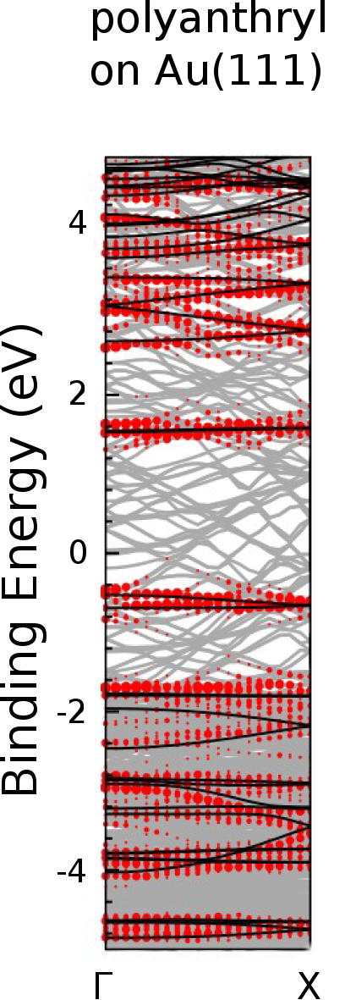 polyanthryl
on Au(111)
4
2
0
-2
-4
Binding Energy (eV)
Γ X